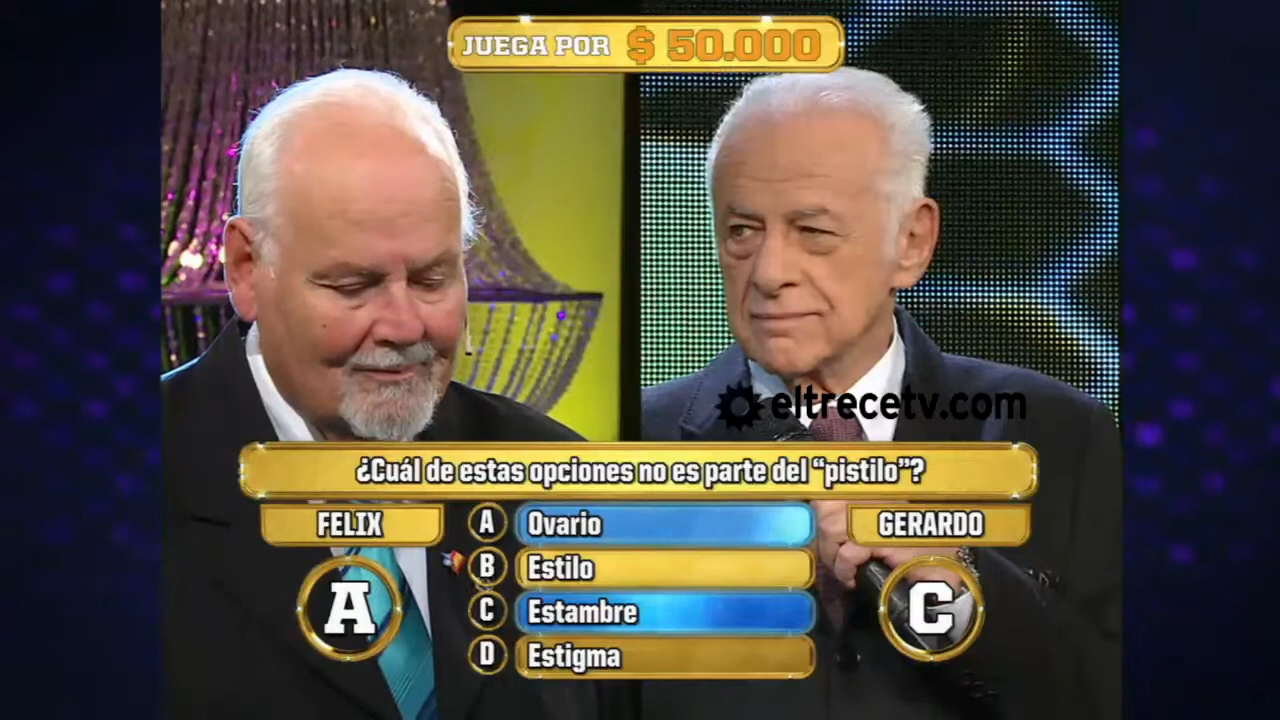 JUEGA POR $ 50.000
eltrecetv.com
¿Cuál de estas opciones no es parte del “pistilo”?
FELIX
A Ovario
GERARDO
B Estilo
A
C Estambre
C
D Estigma